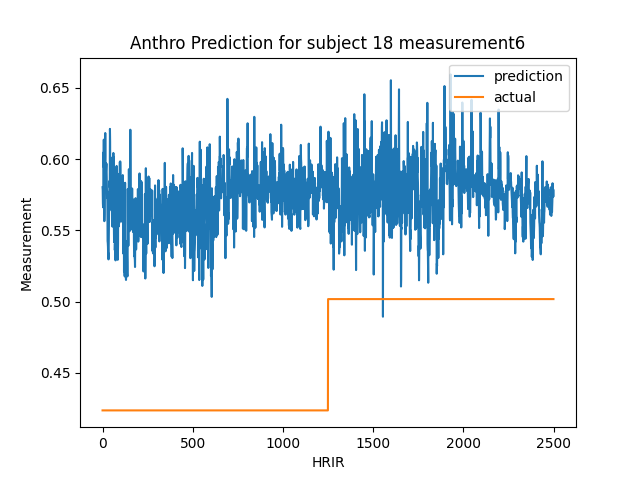 Anthro Prediction for subject 18 measurement6
prediction
actual
0.65
0.60
0.55
0.50
0.45
Measurement
0
500
1000
1500
2000
2500
HRIR